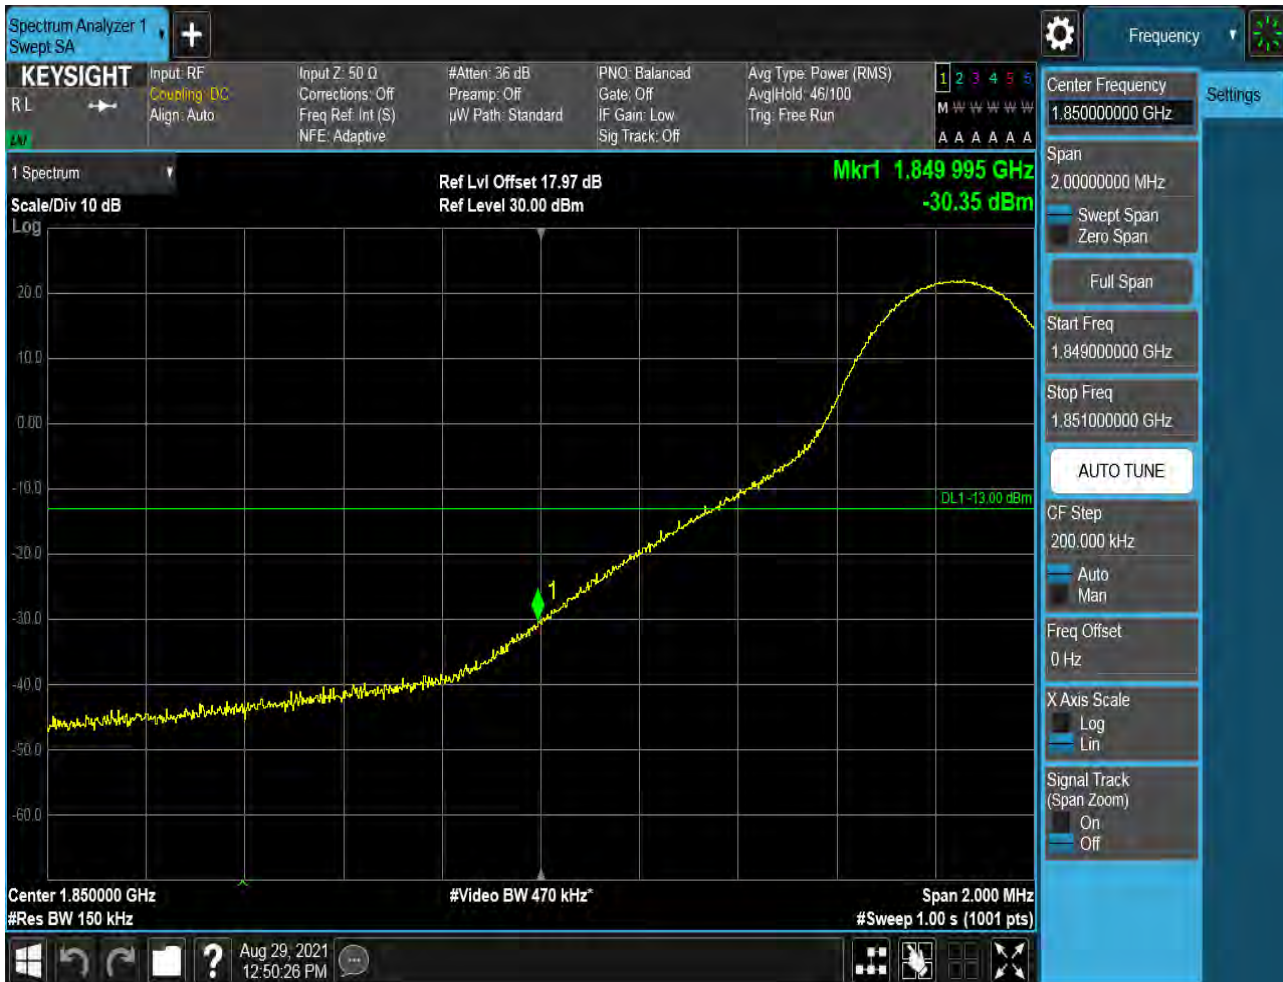 Spectrum Analyzer 1
Swept SA
Frequency
KEYSIGHT
Input: RF
Input Z: 50 Ω
#Atten: 36 dB
PNO: Balanced
Avg Type: Power (RMS)
1 2 3 4 5 6
R L
Coupling: DC
Corrections: Off
Preamp: Off
Gate: Off
Avg|Hold: 46/100
M W W W W W
Align: Auto
Freq Ref: Int (S)
µW Path: Standard
IF Gain: Low
Trig: Free Run
NFE: Adaptive
Sig Track: Off
A A A A A A
1 Spectrum
Scale/Div 10 dB
Ref Lvl Offset 17.97 dB
Ref Level 30.00 dBm
Mkr1 1.849 995 GHz
-30.35 dBm
Log
20.0
10.0
0.00
-10.0
-20.0
-30.0
-40.0
-50.0
-60.0
DL1 -13.00 dBm
1
Center 1.850000 GHz
#Video BW 470 kHz*
Span 2.000 MHz
#Res BW 150 kHz
#Sweep 1.00 s (1001 pts)
Aug 29, 2021
12:50:26 PM
Center Frequency
1.850000000 GHz
Settings
Span
2.00000000 MHz
Swept Span
Zero Span
Full Span
Start Freq
1.849000000 GHz
Stop Freq
1.851000000 GHz
AUTO TUNE
CF Step
200.000 kHz
Auto
Man
Freq Offset
0 Hz
X Axis Scale
Log
Lin
Signal Track
(Span Zoom)
On
Off